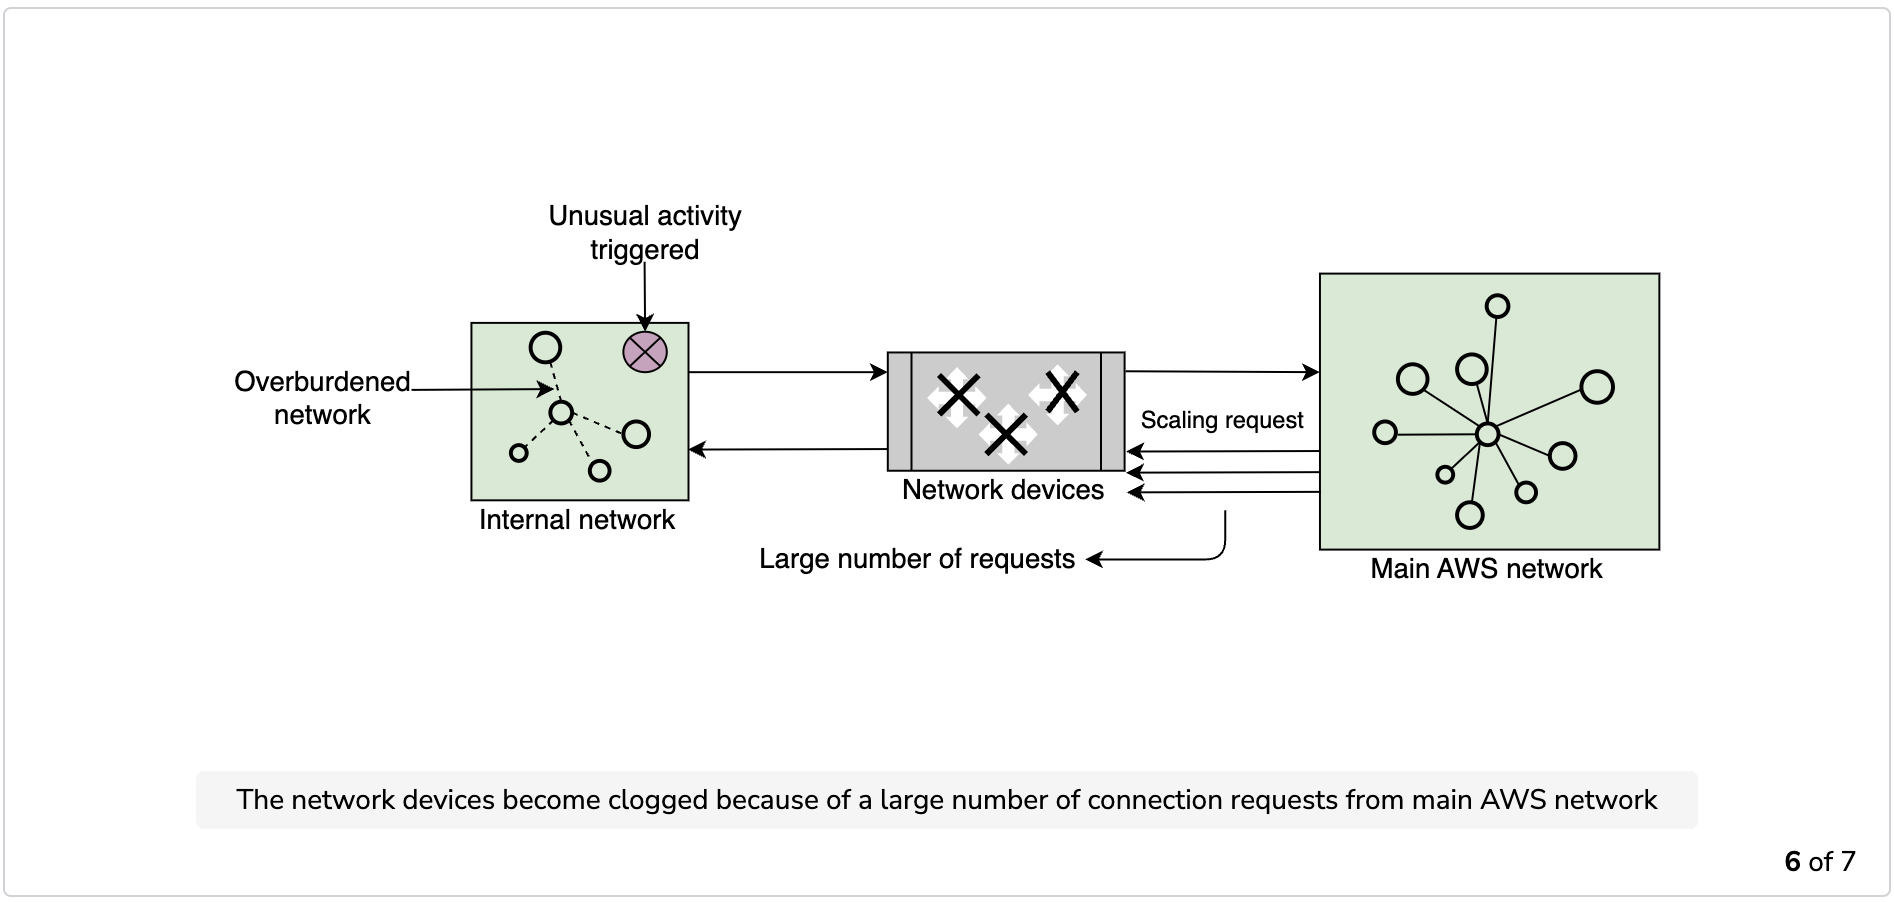 Unusual activity
triggered
Overburdened
network
Scaling request
Network devices
Internal network
Large number of requests
Main AWS network
The network devices become clogged because of a large number of connection requests from main AWS network
6 of 7